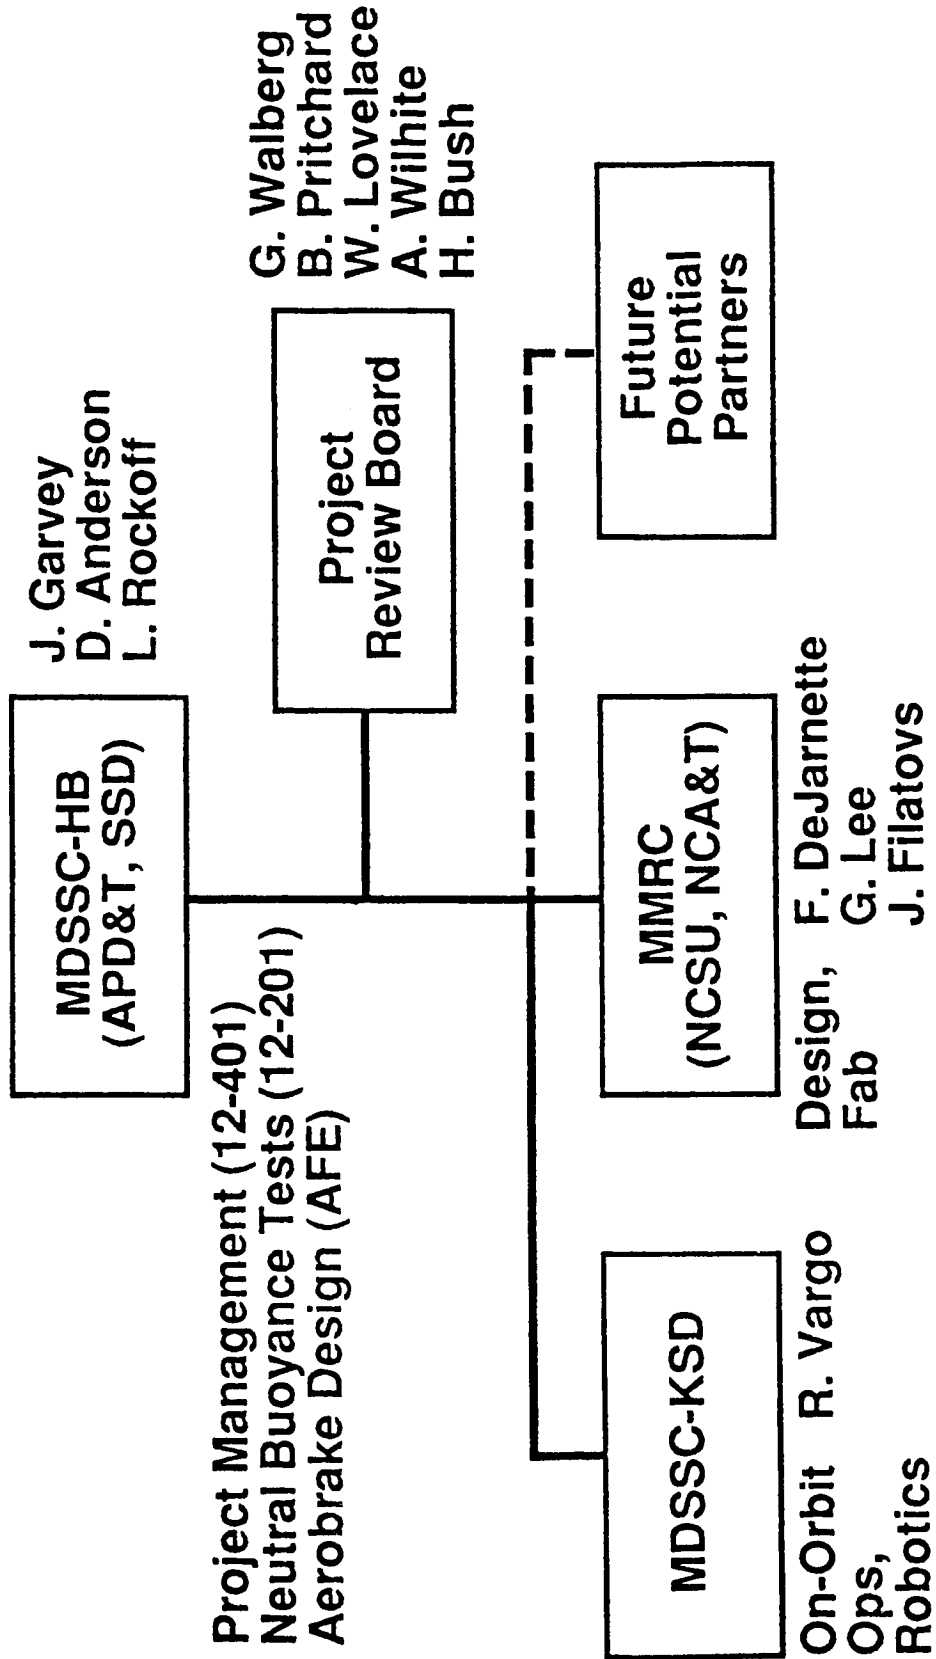 MDSSC-HB
(APD&T, SSD)
J. Garvey
D. Anderson
L. Rockoff
Project Management (12-401)
Neutral Buoyance Tests (12-201)
Aerobrake Design (AFE)
Project
Review Board
G. Walberg
B. Pritchard
W. Lovelace
A. Wilhite
H. Bush
MDSSC-KSD
On-Orbit
Ops,
Robotics
R. Vargo
MMRC
(NCSU, NCA&T)
Design,
Fab
F. DeJarnette
G. Lee
J. Filatovs
Future
Potential
Partners